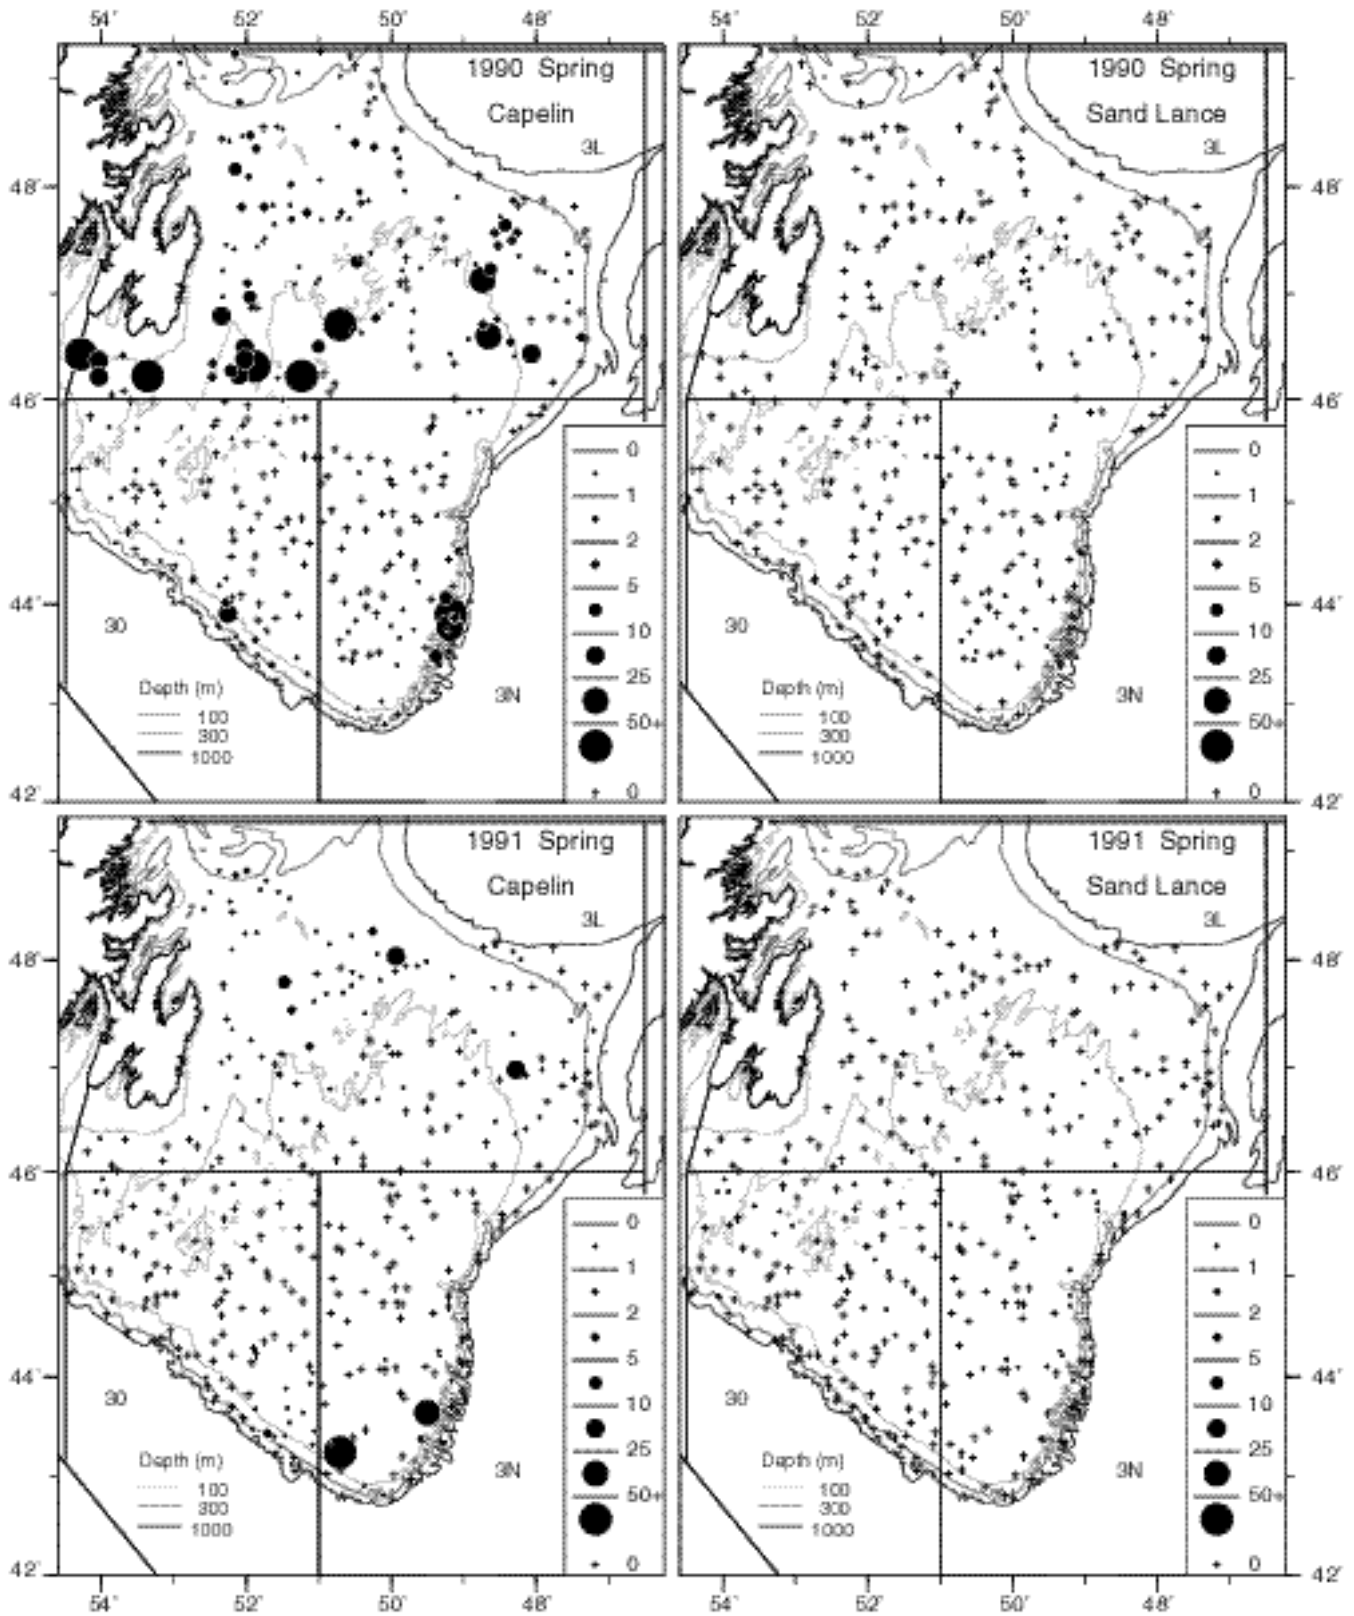 54′ 52′ 50′ 48′ 54′ 52′ 50′ 48′
1990 Spring
Capelin
3L
48′
46′
44′
42′
30
3N
Depth (m)
100
300
1000
0
1
2
5
10
25
50+
0
1990 Spring
Sand Lance
3L
48′
46′
44′
42′
30
3N
Depth (m)
100
300
1000
0
1
2
5
10
25
50+
0
1991 Spring
Capelin
3L
48′
46′
44′
42′
30
3N
Depth (m)
100
300
1000
0
1
2
5
10
25
50+
0
1991 Spring
Sand Lance
3L
48′
46′
44′
42′
30
3N
Depth (m)
100
300
1000
0
1
2
5
10
25
50+
0
54′ 52′ 50′ 48′ 54′ 52′ 50′ 48′